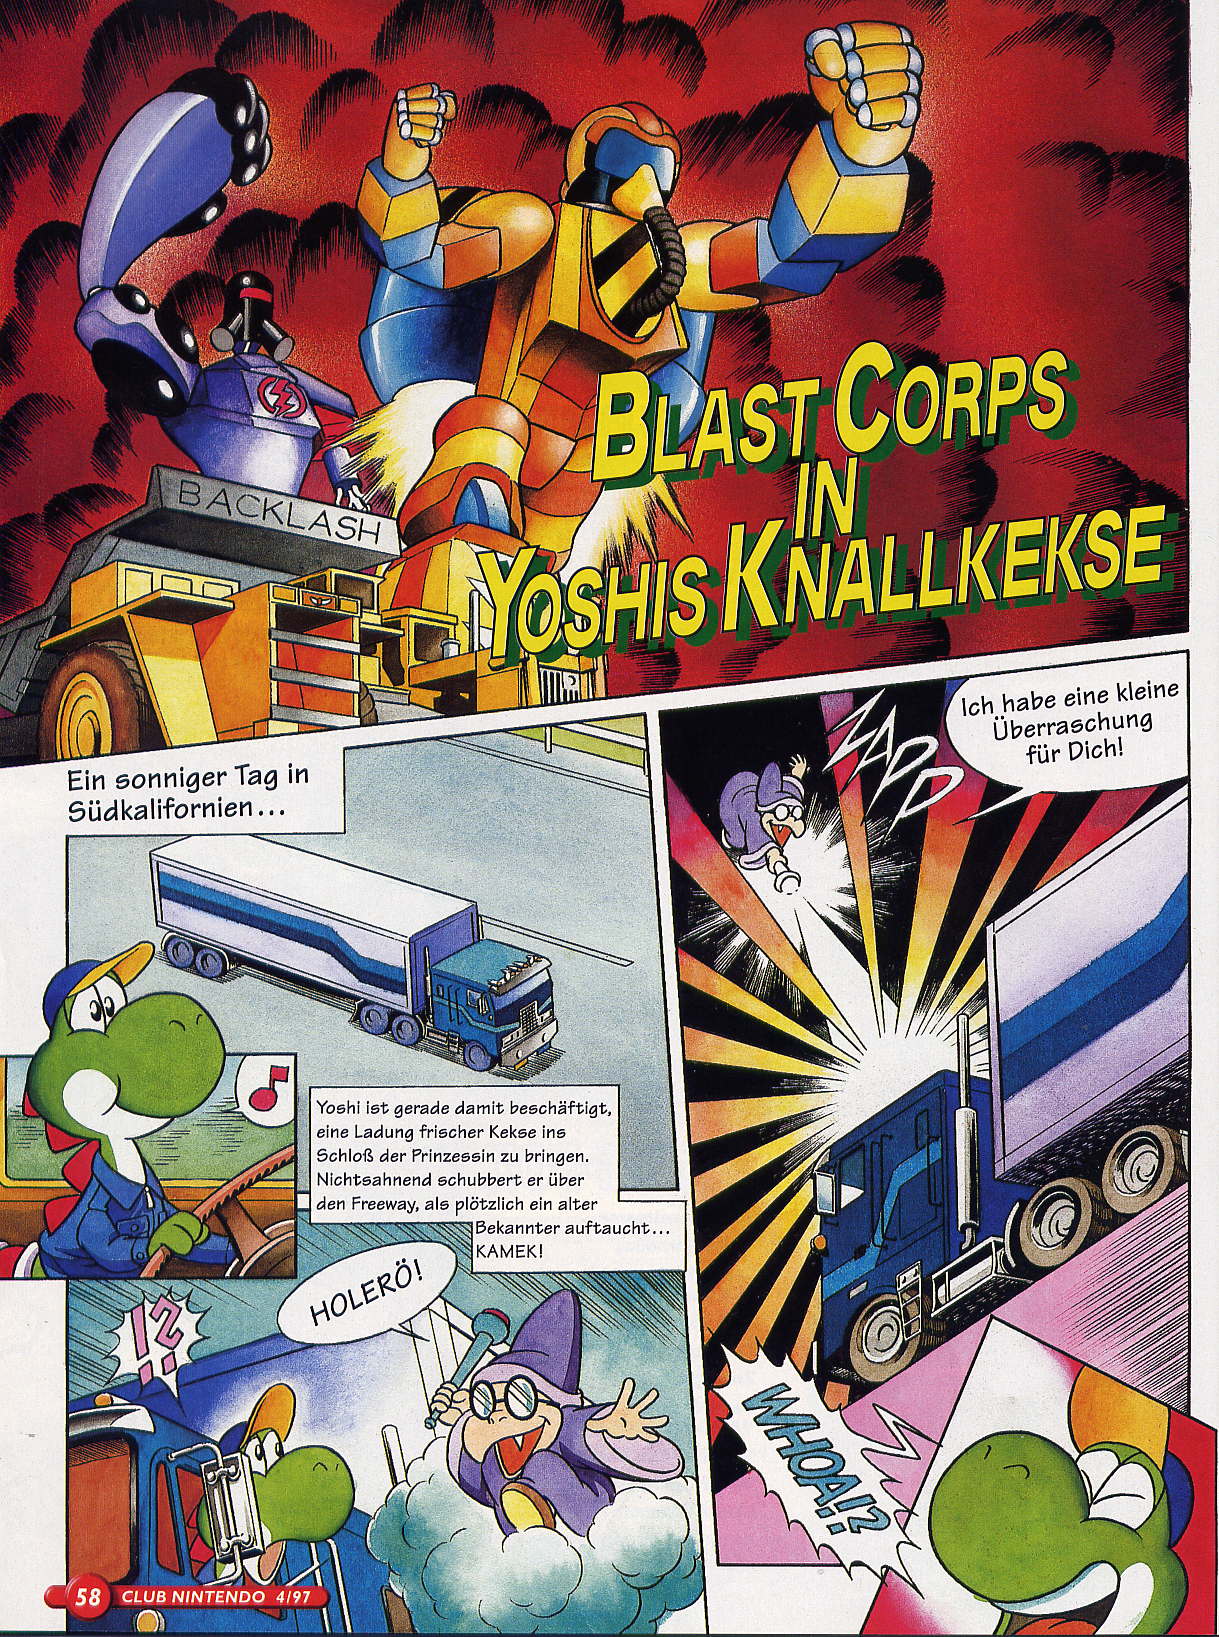 BACKLASH
BLAST CORPS
IN
YOSHIS KNALLKEKSE
Ein sonniger Tag in
Südkalifornien...
Yoshi ist gerade damit beschäftigt,
eine Ladung frischer Kekse ins
Schloß der Prinzessin zu bringen.
Nichtsahnend schubbert er über
den Freeway, als plötzlich ein alter
Bekannter auftaucht...
KAMEK!
!?
HOLERÖ!
ZAPP
Ich habe eine kleine
Überraschung
für Dich!
WHOA!?
58 CLUB NINTENDO 4/97